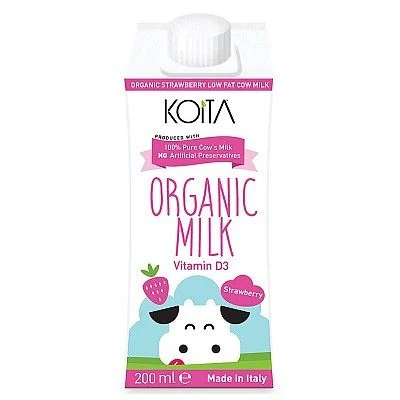 ORGANIC STRAWBERRY LOW FAT COW MILK
KOITA
PRODUCED WITH
100% Pure Cow's Milk
NO Artificial Preservatives
ORGANIC
MILK
Vitamin D3
Strawberry
200 ml e
Made in Italy